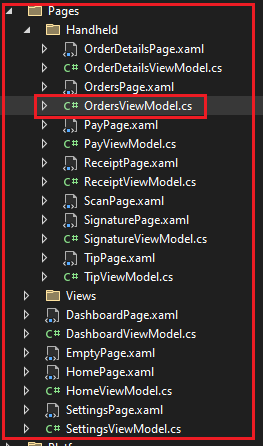 Pages
Handheld
OrderDetailsPage.xaml
C# OrderDetailsViewModel.cs
OrdersPage.xaml
C# OrdersViewModel.cs
PayPage.xaml
C# PayViewModel.cs
ReceiptPage.xaml
C# ReceiptViewModel.cs
ScanPage.xaml
SignaturePage.xaml
C# SignatureViewModel.cs
TipPage.xaml
C# TipViewModel.cs
Views
DashboardPage.xaml
C# DashboardViewModel.cs
EmptyPage.xaml
HomePage.xaml
C# HomeViewModel.cs
SettingsPage.xaml
C# SettingsViewModel.cs